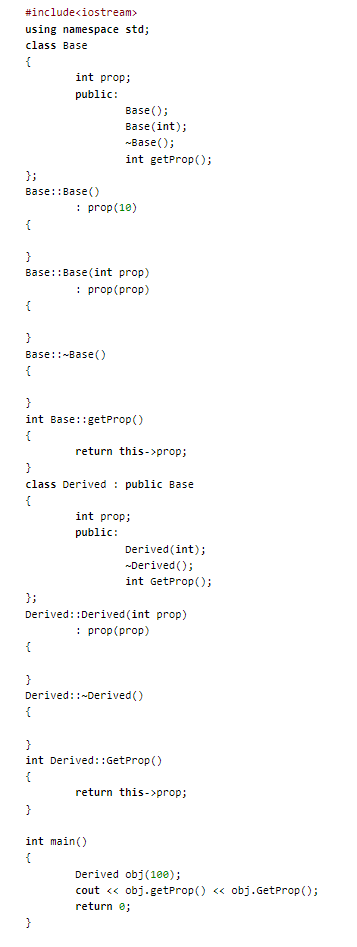 #include<iostream>
using namespace std;
class Base
{
        int prop;
        public:
                Base();
                Base(int);
                ~Base();
                int getProp();
};
Base::Base()
        : prop(10)
{

}
Base::Base(int prop)
        : prop(prop)
{

}
Base::~Base()
{

}
int Base::getProp()
{
        return this->prop;
}
class Derived : public Base
{
        int prop;
        public:
                Derived(int);
                ~Derived();
                int GetProp();
};
Derived::Derived(int prop)
        : prop(prop)
{

}
Derived::~Derived()
{

}
int Derived::GetProp()
{
        return this->prop;
}

int main()
{
        Derived obj(100);
        cout << obj.getProp() << obj.GetProp();
        return 0;
}